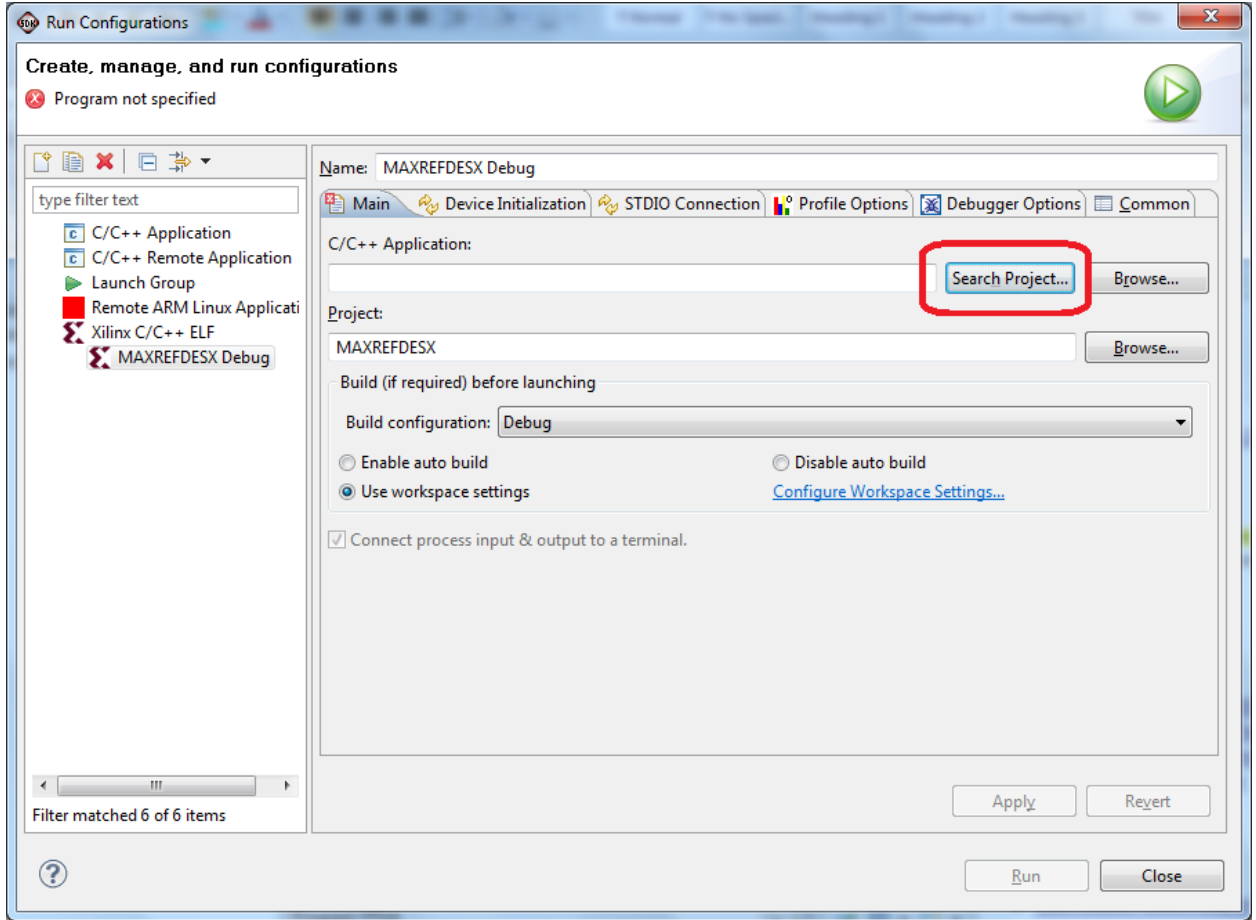 SDK Run Configurations
Create, manage, and run configurations
Program not specified
type filter text
C/C++ Application
C/C++ Remote Application
Launch Group
Remote ARM Linux Applicati
Xilinx C/C++ ELF
MAXREFDESX Debug
Filter matched 6 of 6 items
Name: MAXREFDESX Debug
Main Device Initialization STDIO Connection Profile Options Debugger Options Common
C/C++ Application:
Search Project... Browse...
Project:
MAXREFDESX Browse...
Build (if required) before launching
Build configuration: Debug
Enable auto build Disable auto build
Use workspace settings Configure Workspace Settings...
Connect process input & output to a terminal.
Apply Revert
Run Close